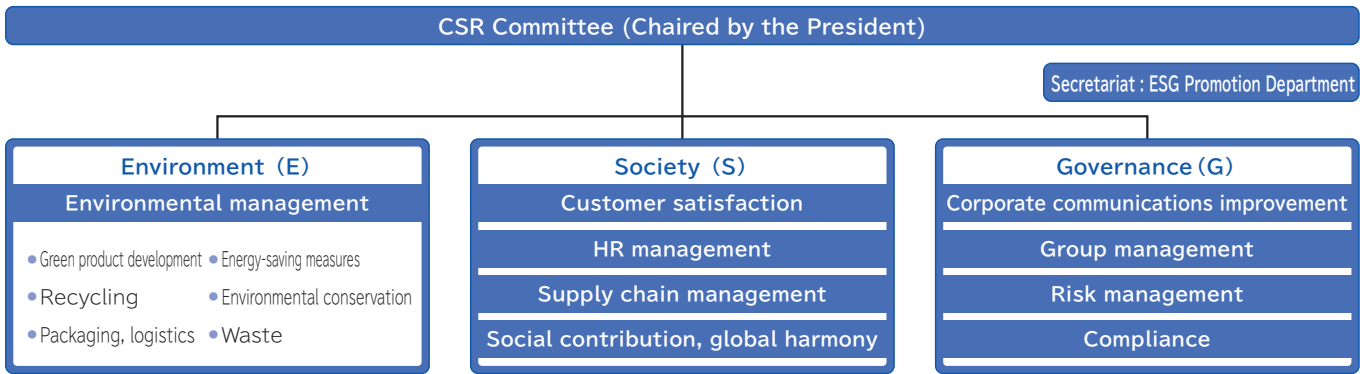 CSR Committee (Chaired by the President)
Secretariat : ESG Promotion Department
Environment (E)
Environmental management
• Green product development • Energy-saving measures
• Recycling • Environmental conservation
• Packaging, logistics • Waste
Society (S)
Customer satisfaction
HR management
Supply chain management
Social contribution, global harmony
Governance (G)
Corporate communications improvement
Group management
Risk management
Compliance